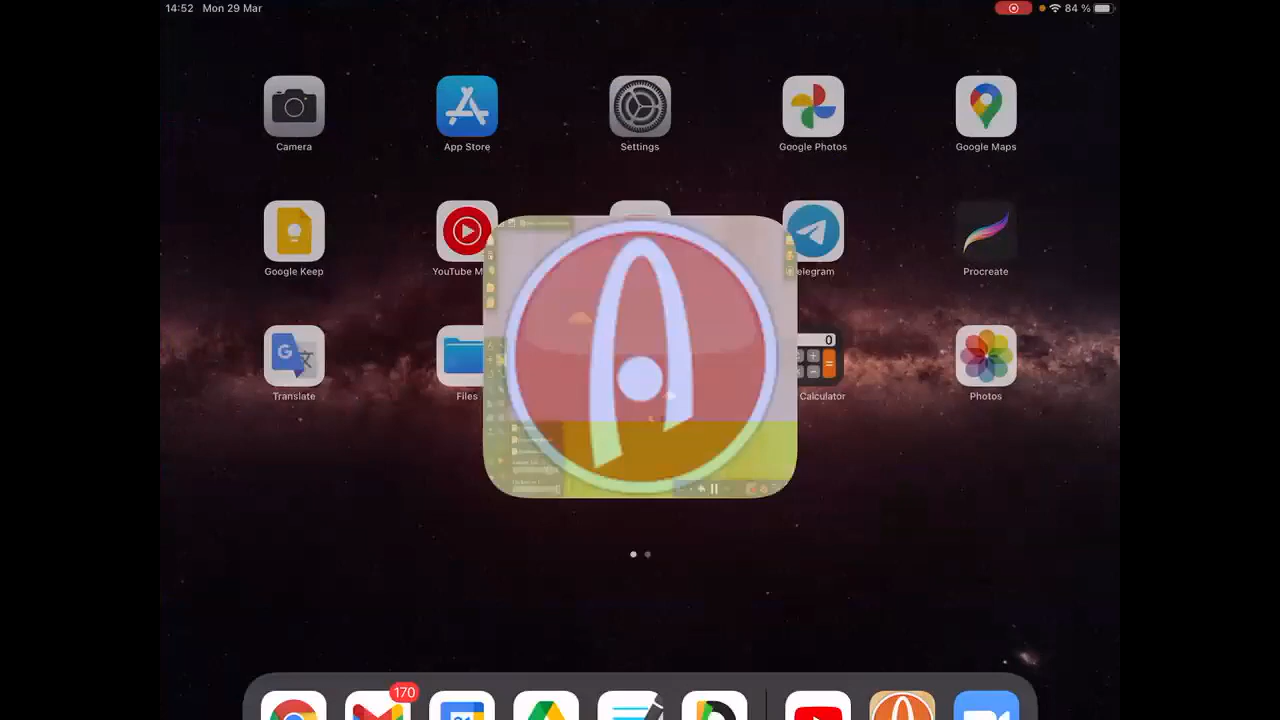 14:52 Mon 29 Mar
84 %
Camera
App Store
Settings
Google Photos
Google Maps
Google Keep
YouTube M
elegram
Procreate
0
Translate
Files
Calculator
Photos
170